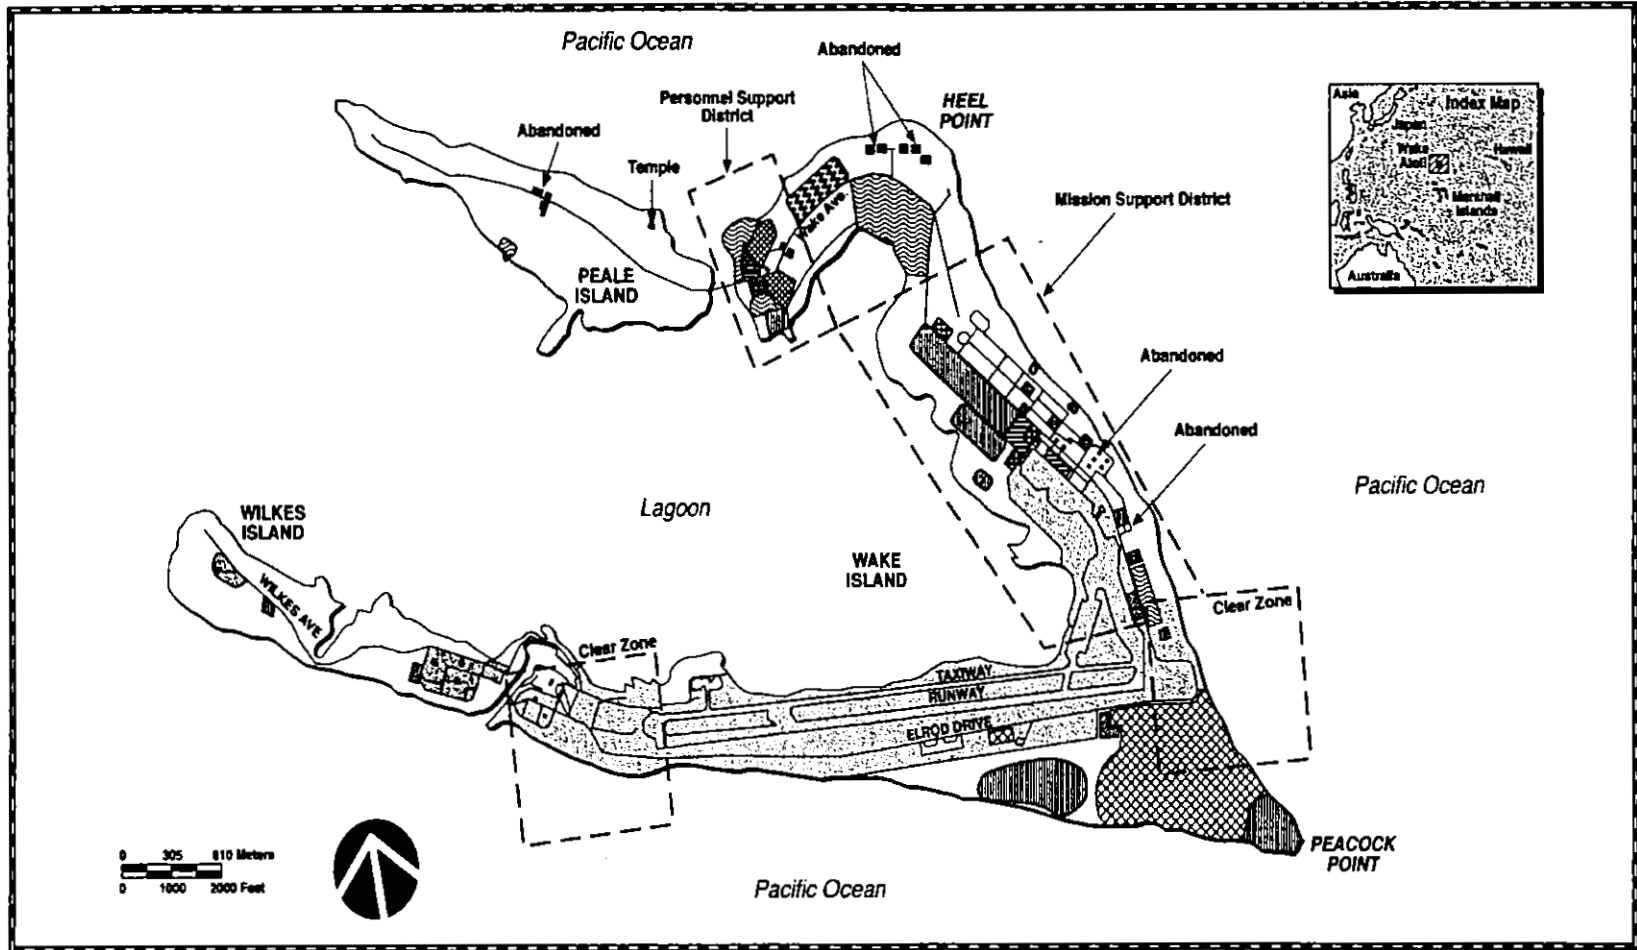 Pacific Ocean
Abandoned
Personnel Support
District
HEEL
POINT
Abandoned
Temple
Wake Ave.
Mission Support District
Asia
Index Map
Japan
Wake
Atoll
Hawaii
Marshall
Islands
Australia
PEALE
ISLAND
Abandoned
Abandoned
Lagoon
Pacific Ocean
WILKES
ISLAND
WAKE
ISLAND
WILKES AVE
Clear Zone
Clear Zone
TAXIWAY
RUNWAY
ELROD DRIVE
PEACOCK
POINT
0 305 610 Meters
0 1000 2000 Feet
Pacific Ocean